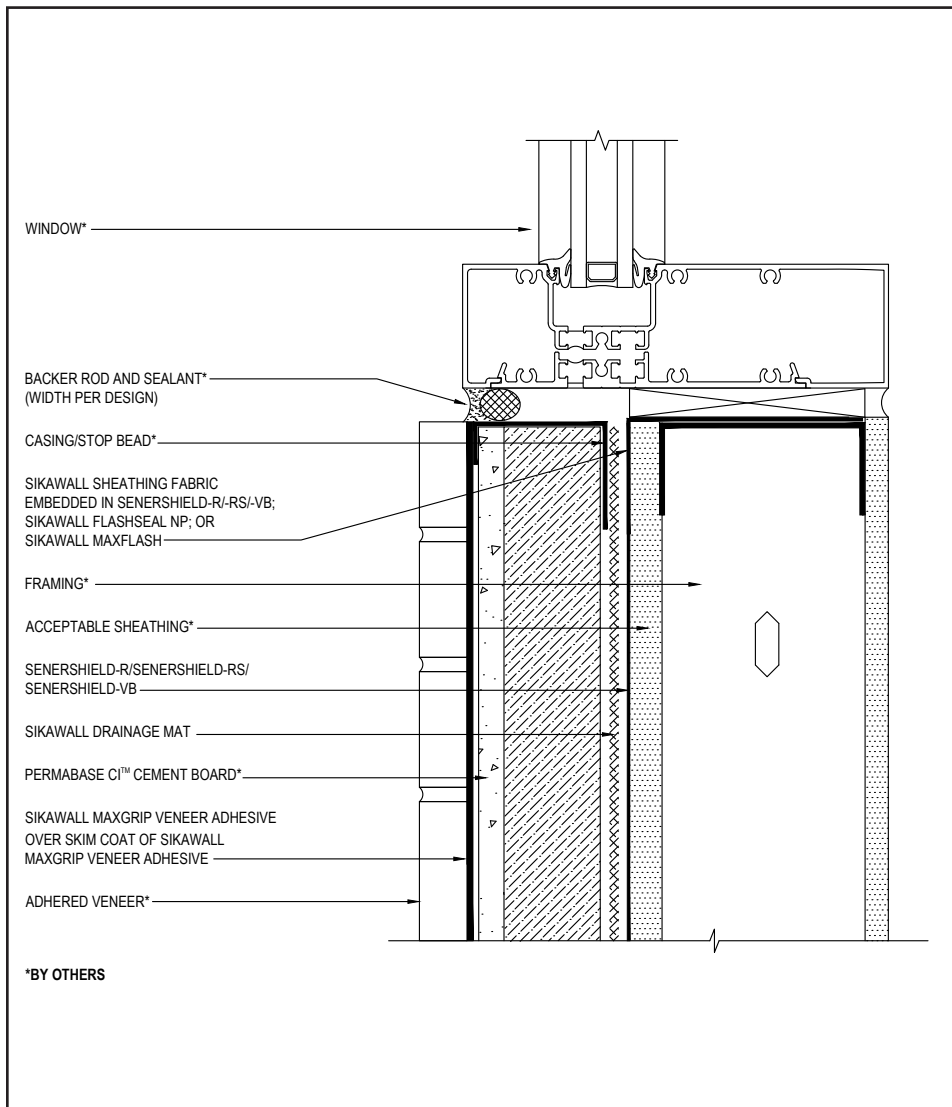 WINDOW*
BACKER ROD AND SEALANT*
(WIDTH PER DESIGN)
CASING/STOP BEAD*
SIKAWALL SHEATHING FABRIC
EMBEDDED IN SENERSHIELD-R/-RS/-VB;
SIKAWALL FLASHSEAL NP; OR
SIKAWALL MAXFLASH
FRAMING*
ACCEPTABLE SHEATHING*
SENERSHIELD-R/SENERSHIELD-RS/
SENERSHIELD-VB
SIKAWALL DRAINAGE MAT
PERMABASE CI™ CEMENT BOARD*
SIKAWALL MAXGRIP VENEER ADHESIVE
OVER SKIM COAT OF SIKAWALL
MAXGRIP VENEER ADHESIVE
ADHERED VENEER*
*BY OTHERS